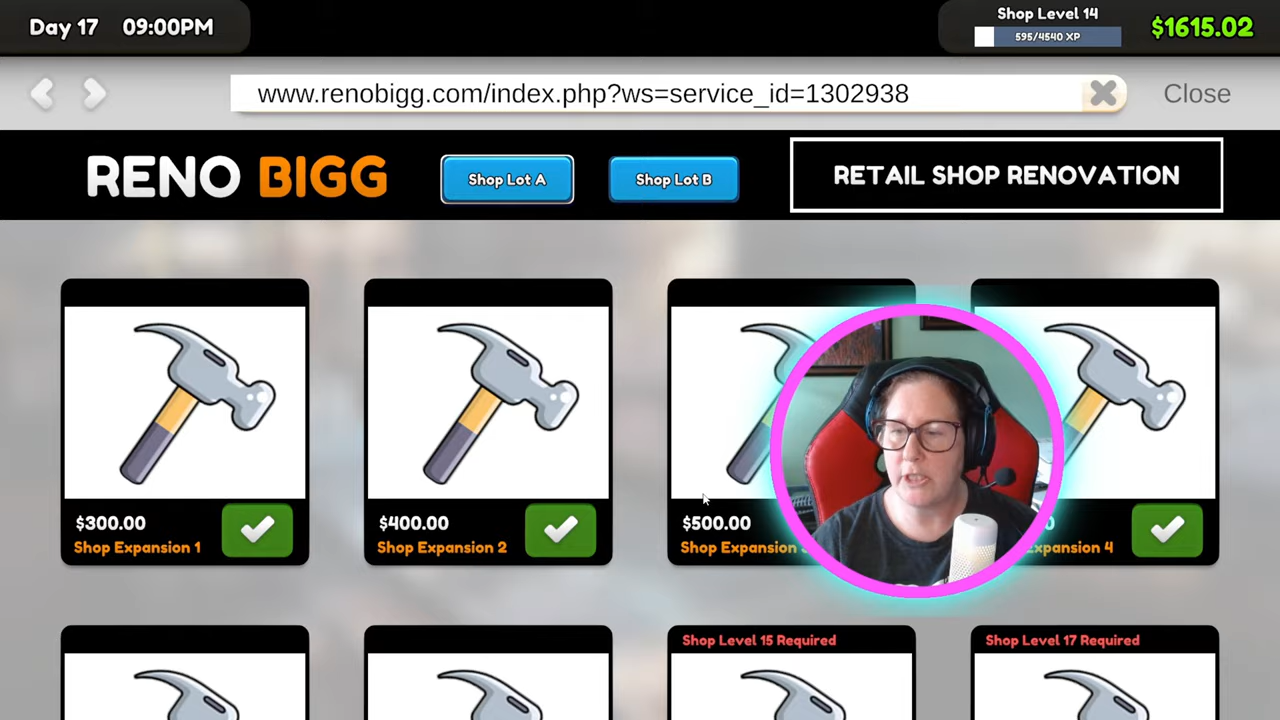 Day 17 09:00PM
Shop Level 14
595/4540 XP
$1615.02
www.renobigg.com/index.php?ws=service_id=1302938
Close
RENO BIGG
Shop Lot A
Shop Lot B
RETAIL SHOP RENOVATION
$300.00
Shop Expansion 1
$400.00
Shop Expansion 2
$500.00
Shop Expansion
Expansion 4
Shop Level 15 Required
Shop Level 17 Required